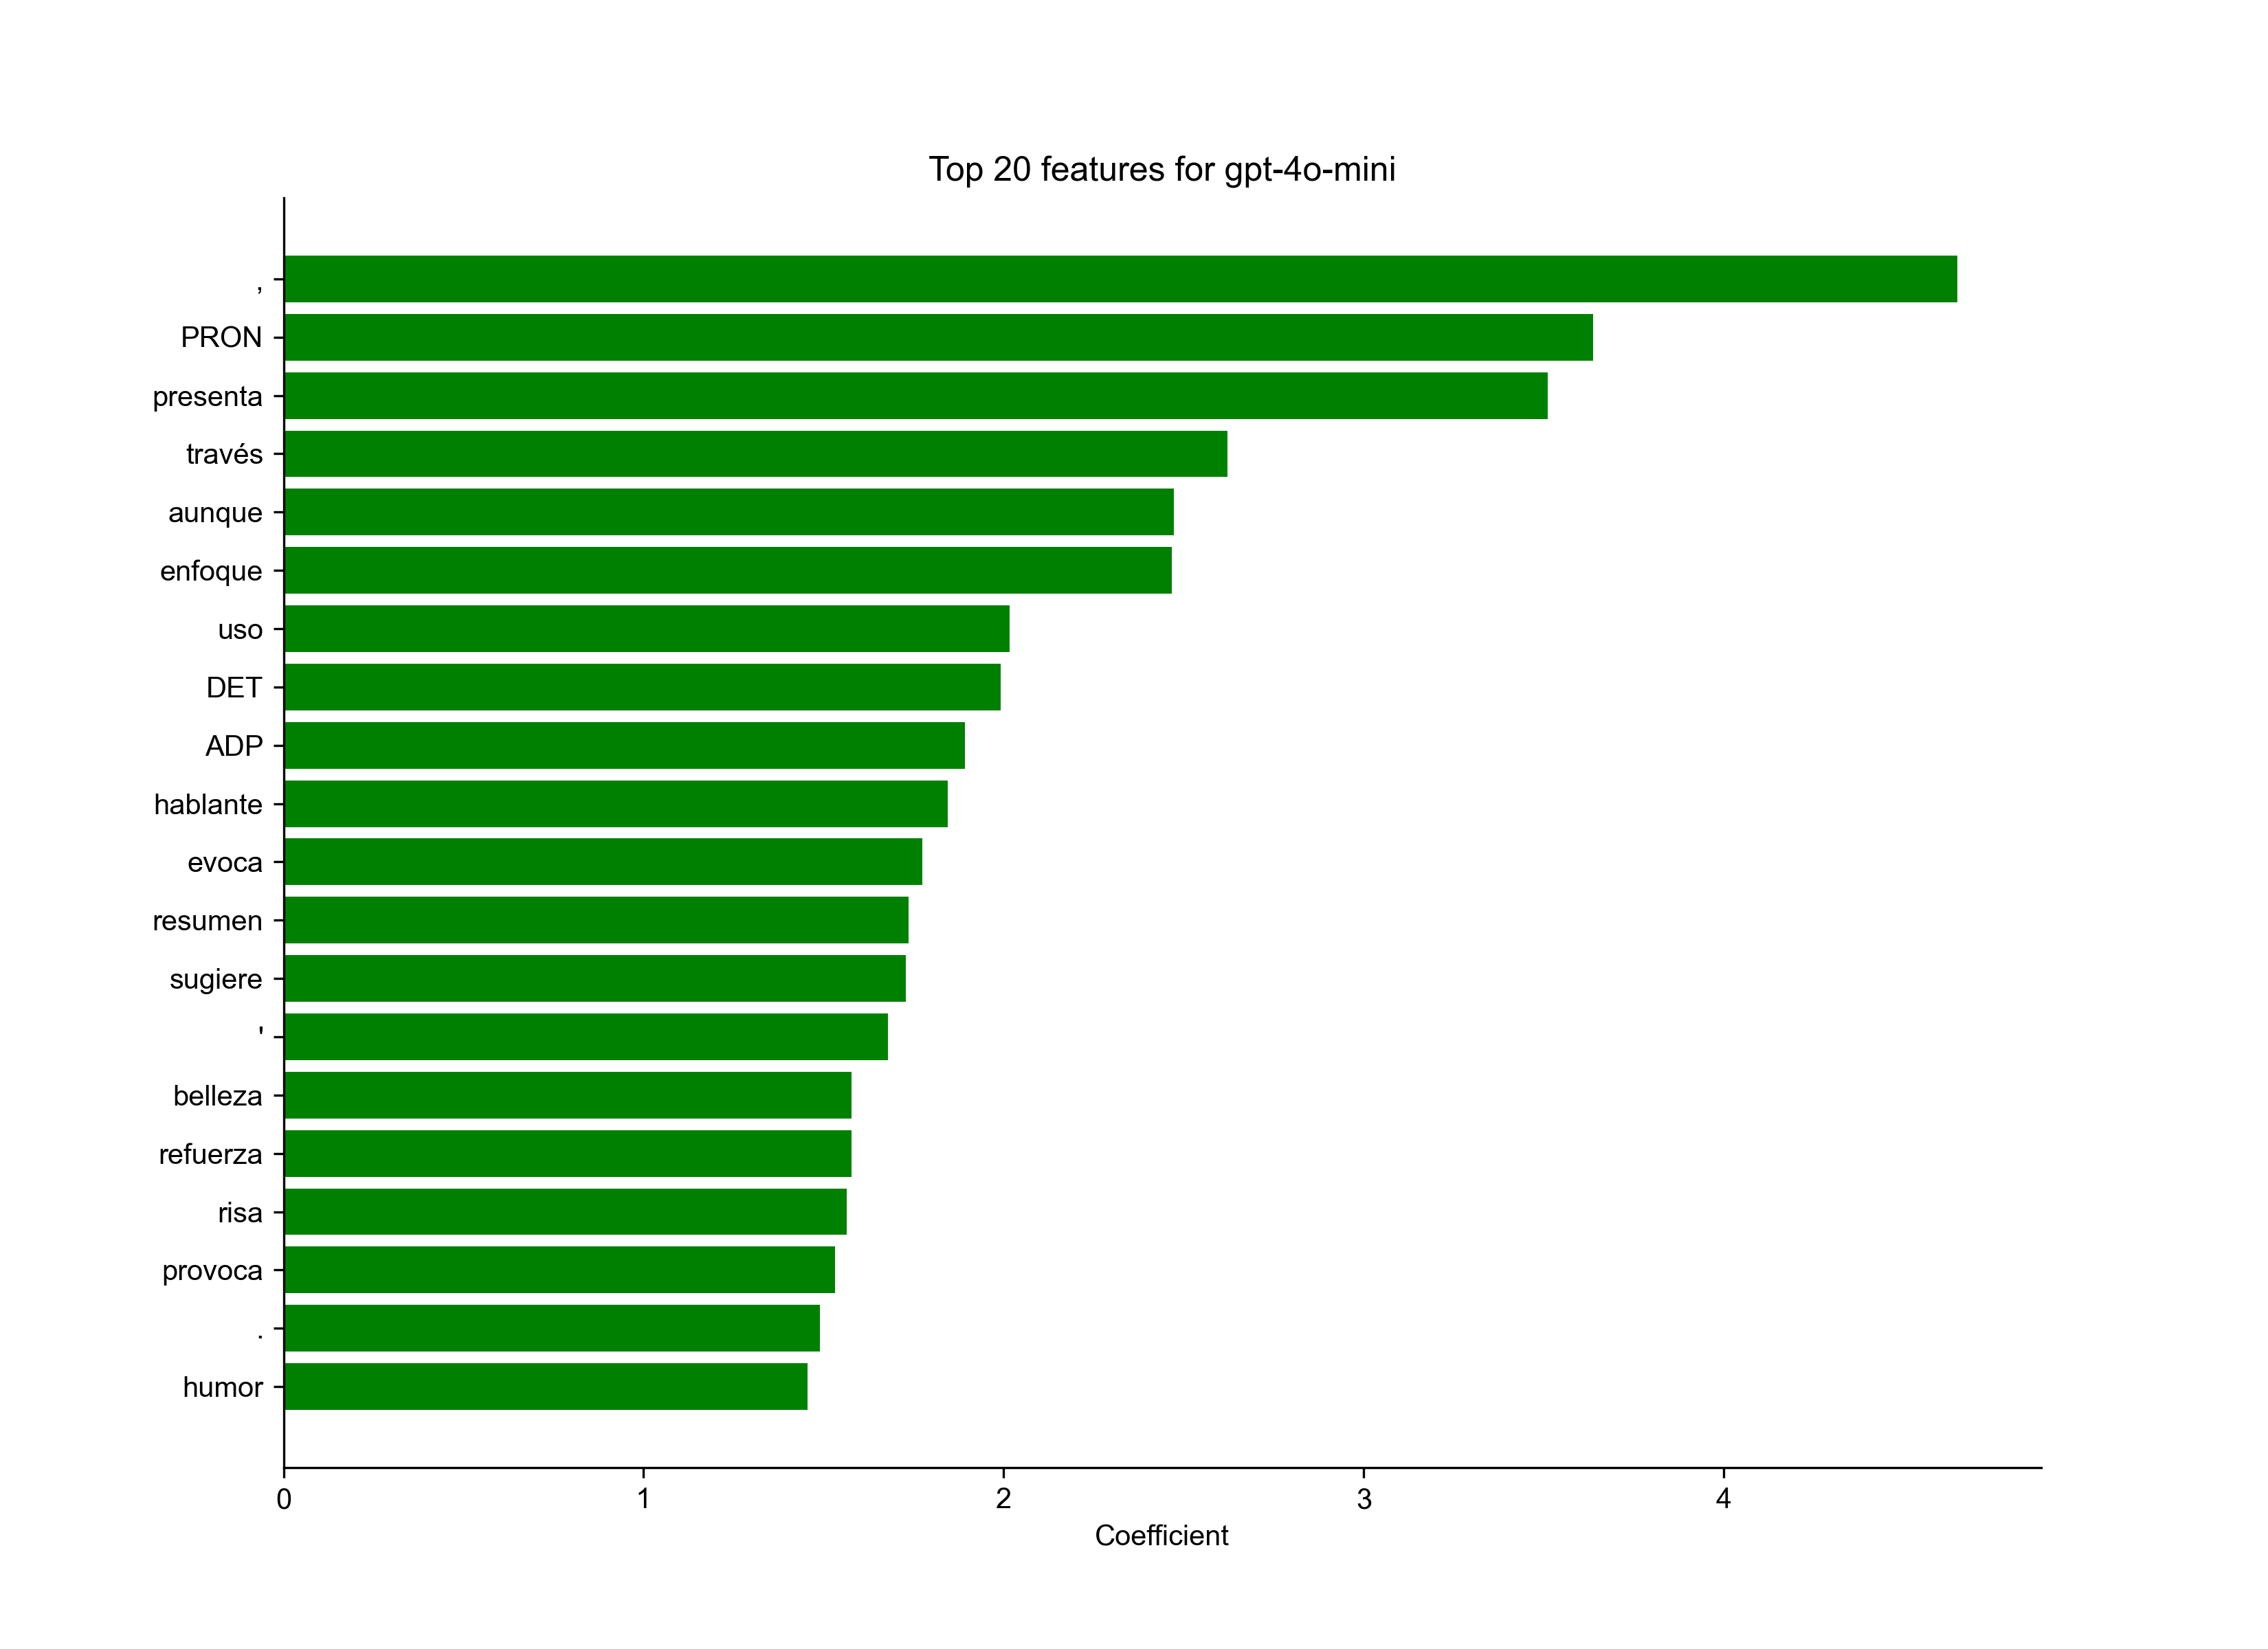 Top 20 features for gpt-4o-mini
,
PRON
presenta
través
aunque
enfoque
uso
DET
ADP
hablante
evoca
resumen
sugiere
'
belleza
refuerza
risa
provoca
.
humor
0 1 2 3 4
Coefficient